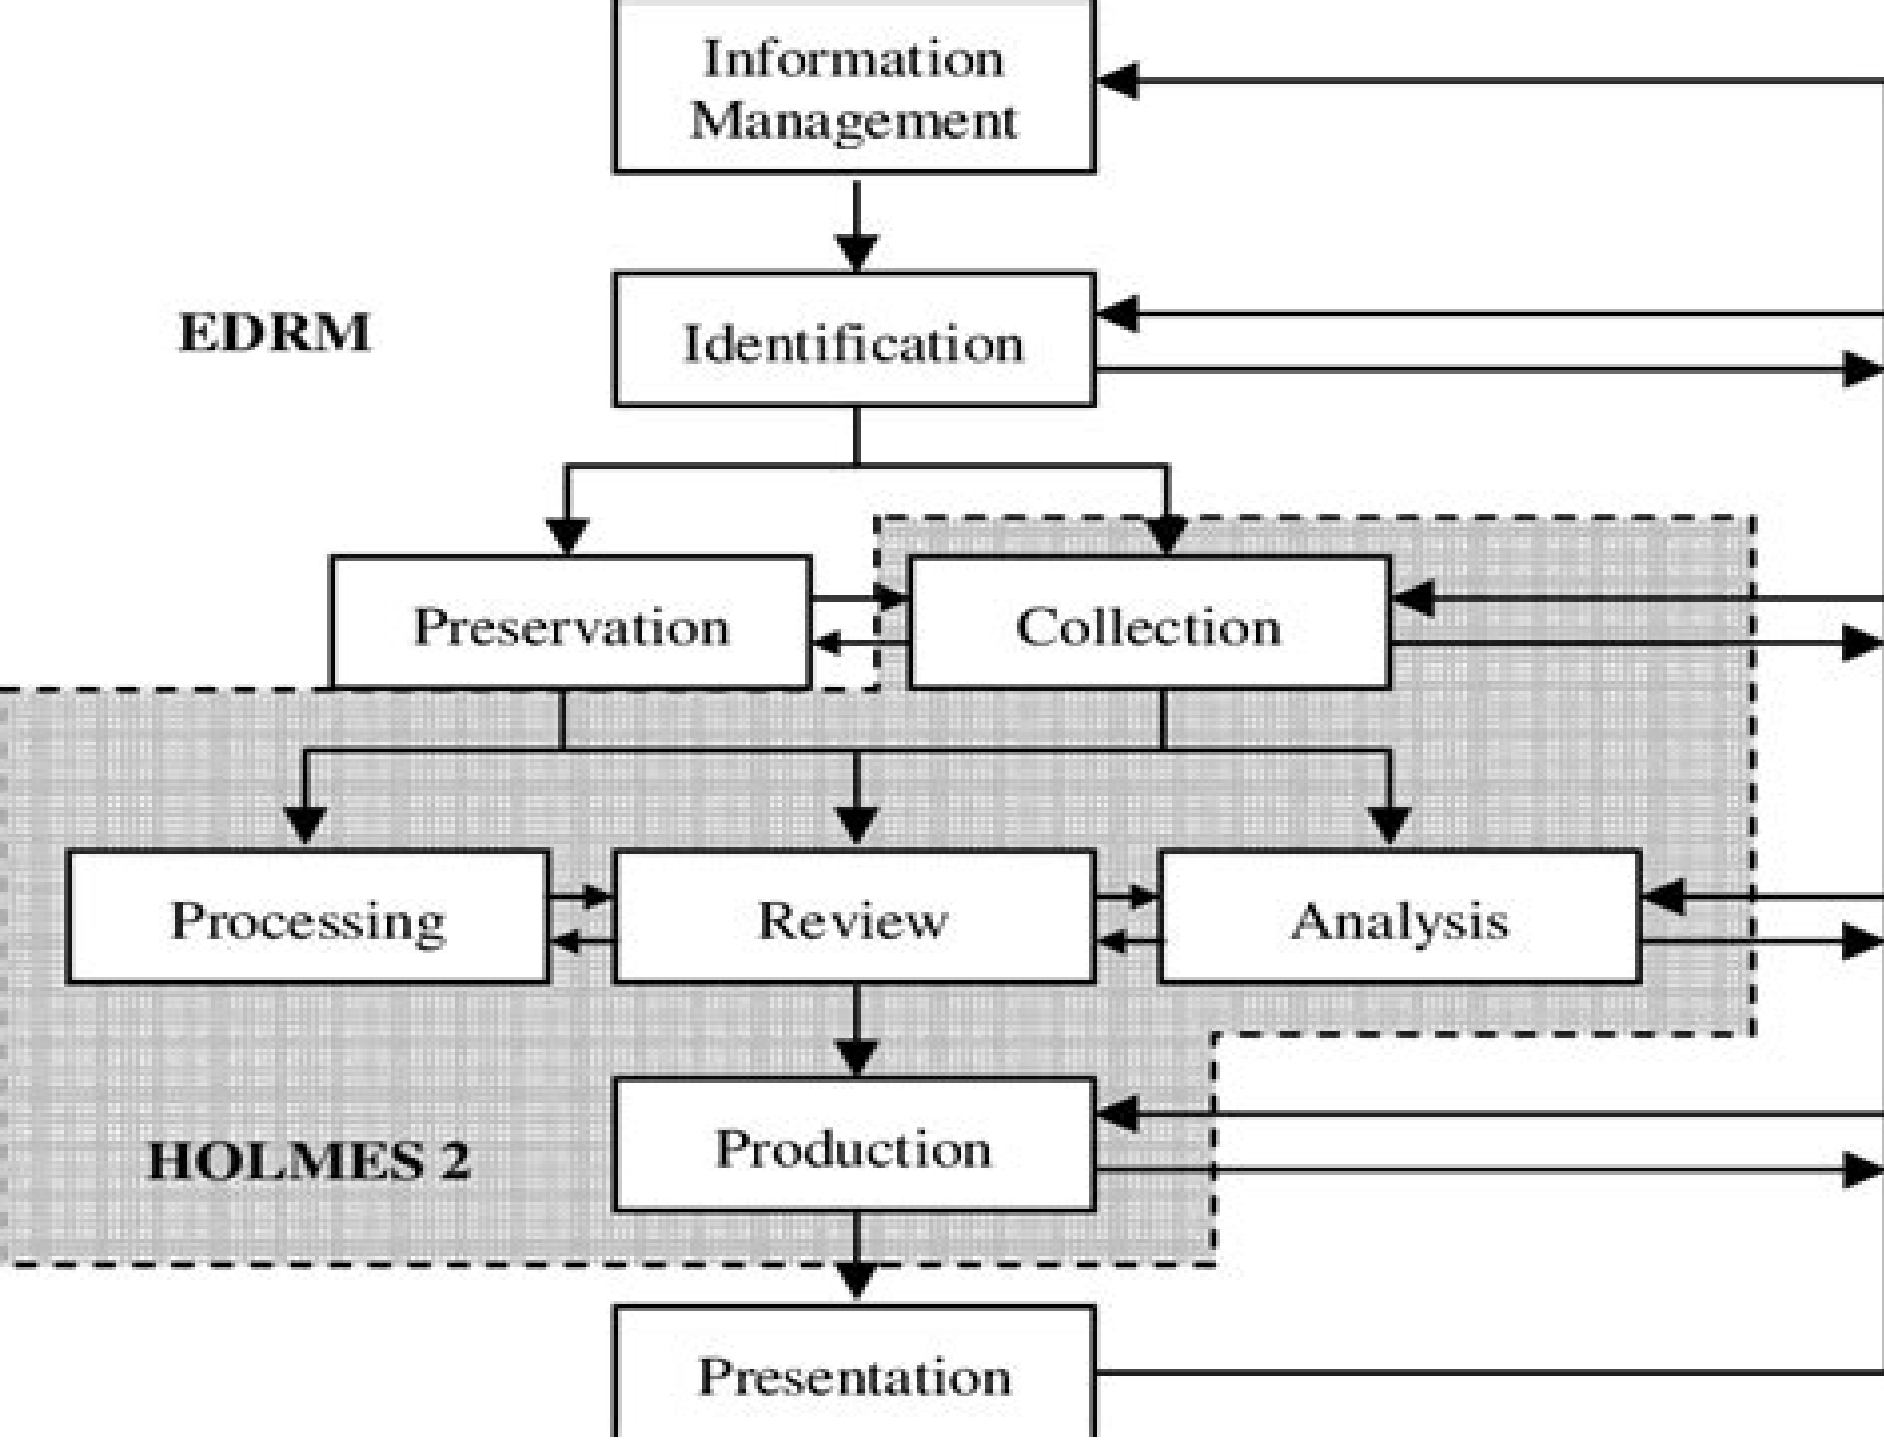 Information
Management
EDRM
Identification
Preservation
Collection
Processing
Review
Analysis
Production
HOLMES 2
Presentation